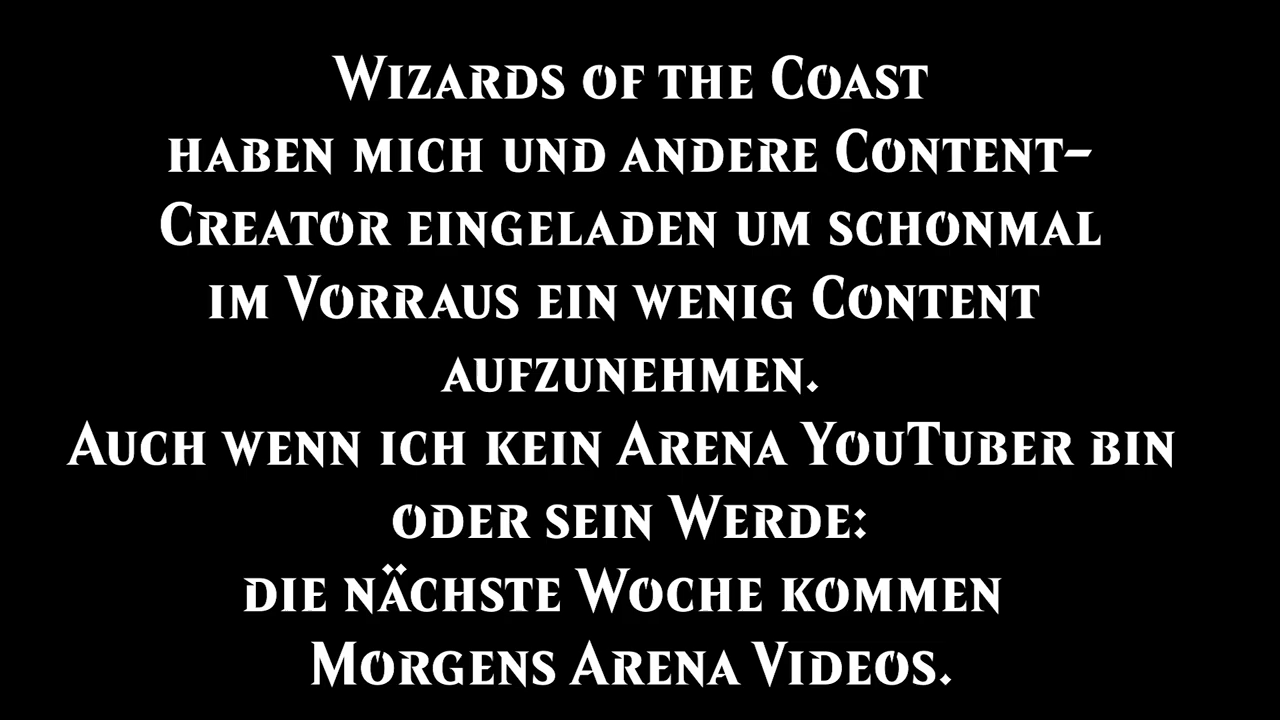 Wizards of the Coast
haben mich und andere Content-
Creator eingeladen um schonmal
im Vorraus ein wenig Content
aufzunehmen.
Auch wenn ich kein Arena YouTuber bin
oder sein Werde:
die nächste Woche kommen
Morgens Arena Videos.